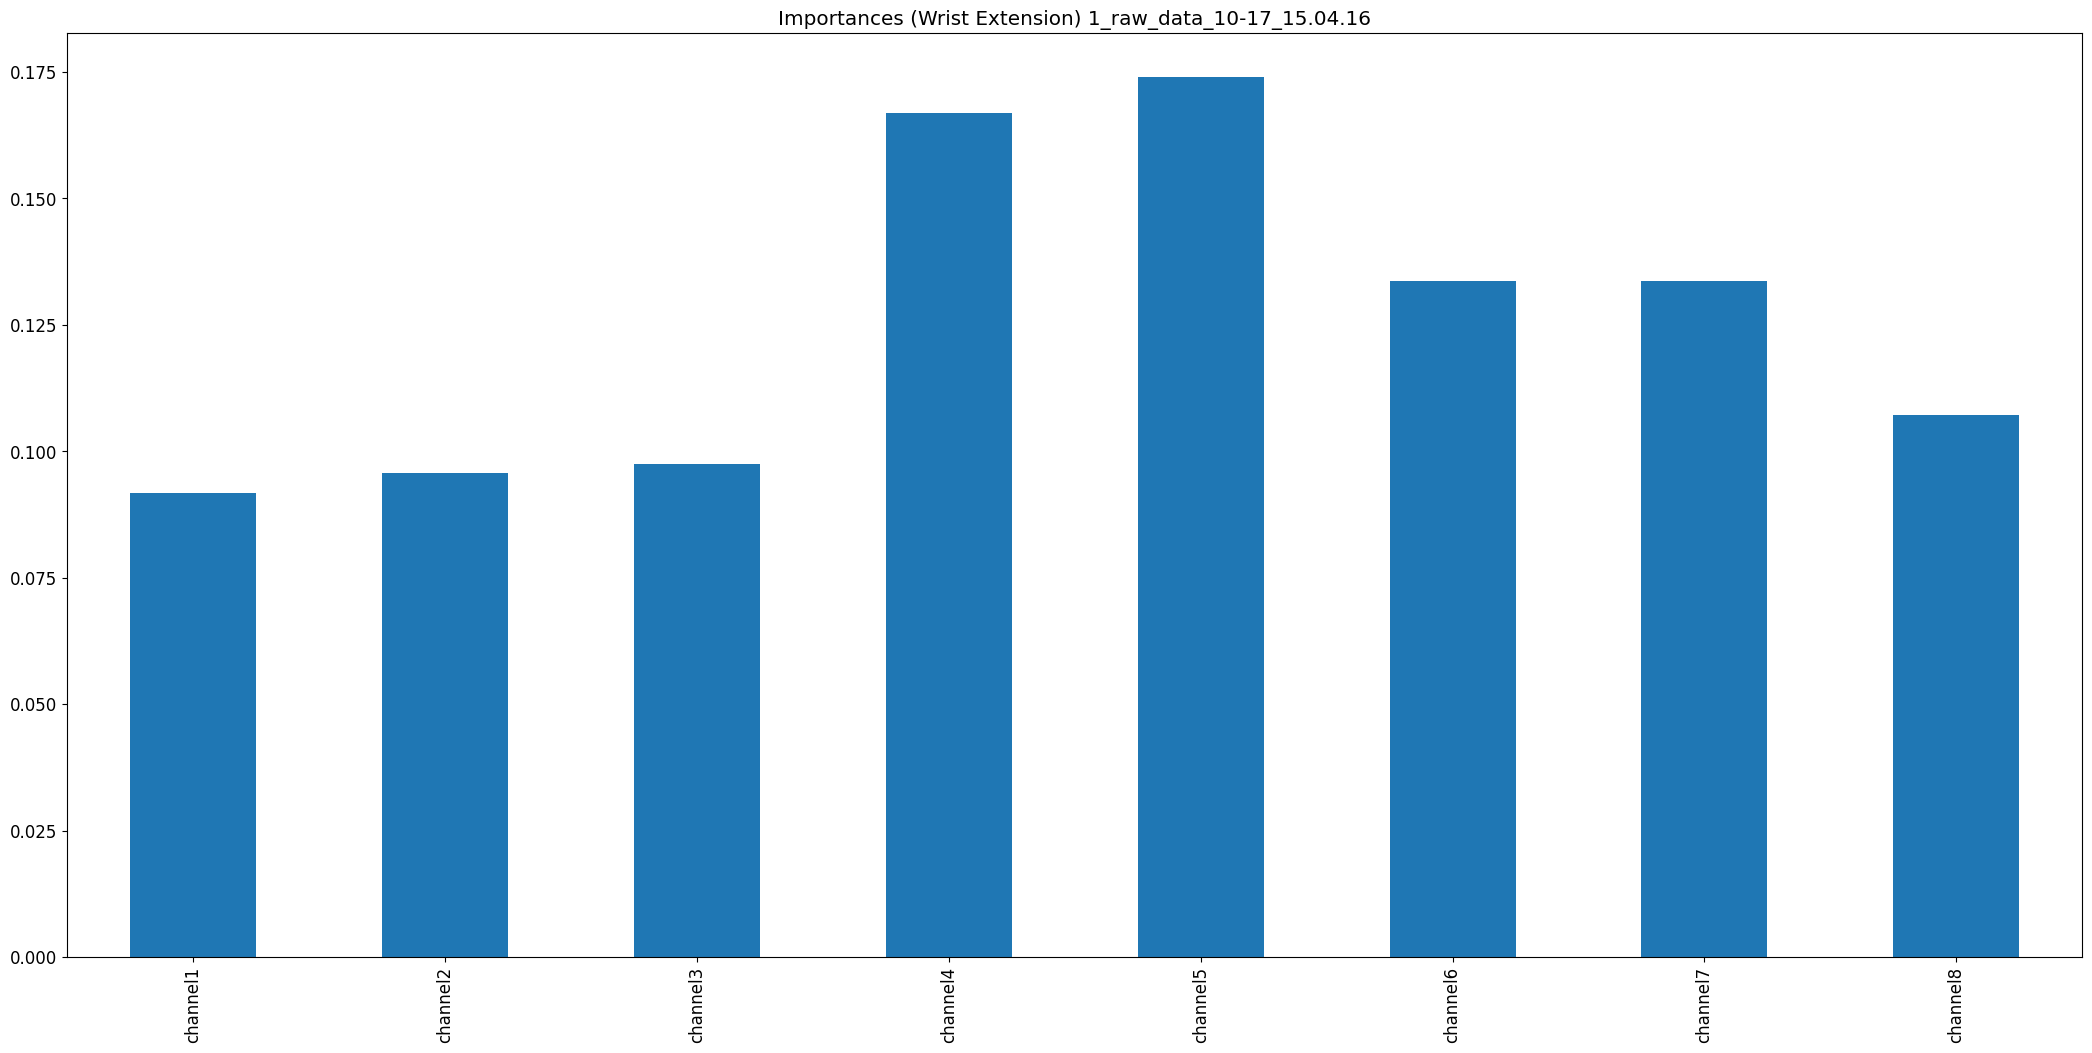 Importances (Wrist Extension) 1_raw_data_10-17_15.04.16
0.175
0.150
0.125
0.100
0.075
0.050
0.025
0.000
channel1
channel2
channel3
channel4
channel5
channel6
channel7
channel8